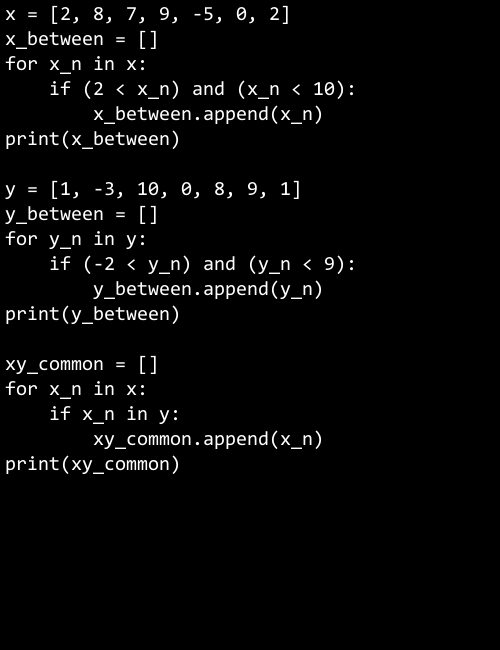 x = [2, 8, 7, 9, -5, 0, 2]
x_between = []
for x_n in x:
    if (2 < x_n) and (x_n < 10):
        x_between.append(x_n)
print(x_between)

y = [1, -3, 10, 0, 8, 9, 1]
y_between = []
for y_n in y:
    if (-2 < y_n) and (y_n < 9):
        y_between.append(y_n)
print(y_between)

xy_common = []
for x_n in x:
    if x_n in y:
        xy_common.append(x_n)
print(xy_common)